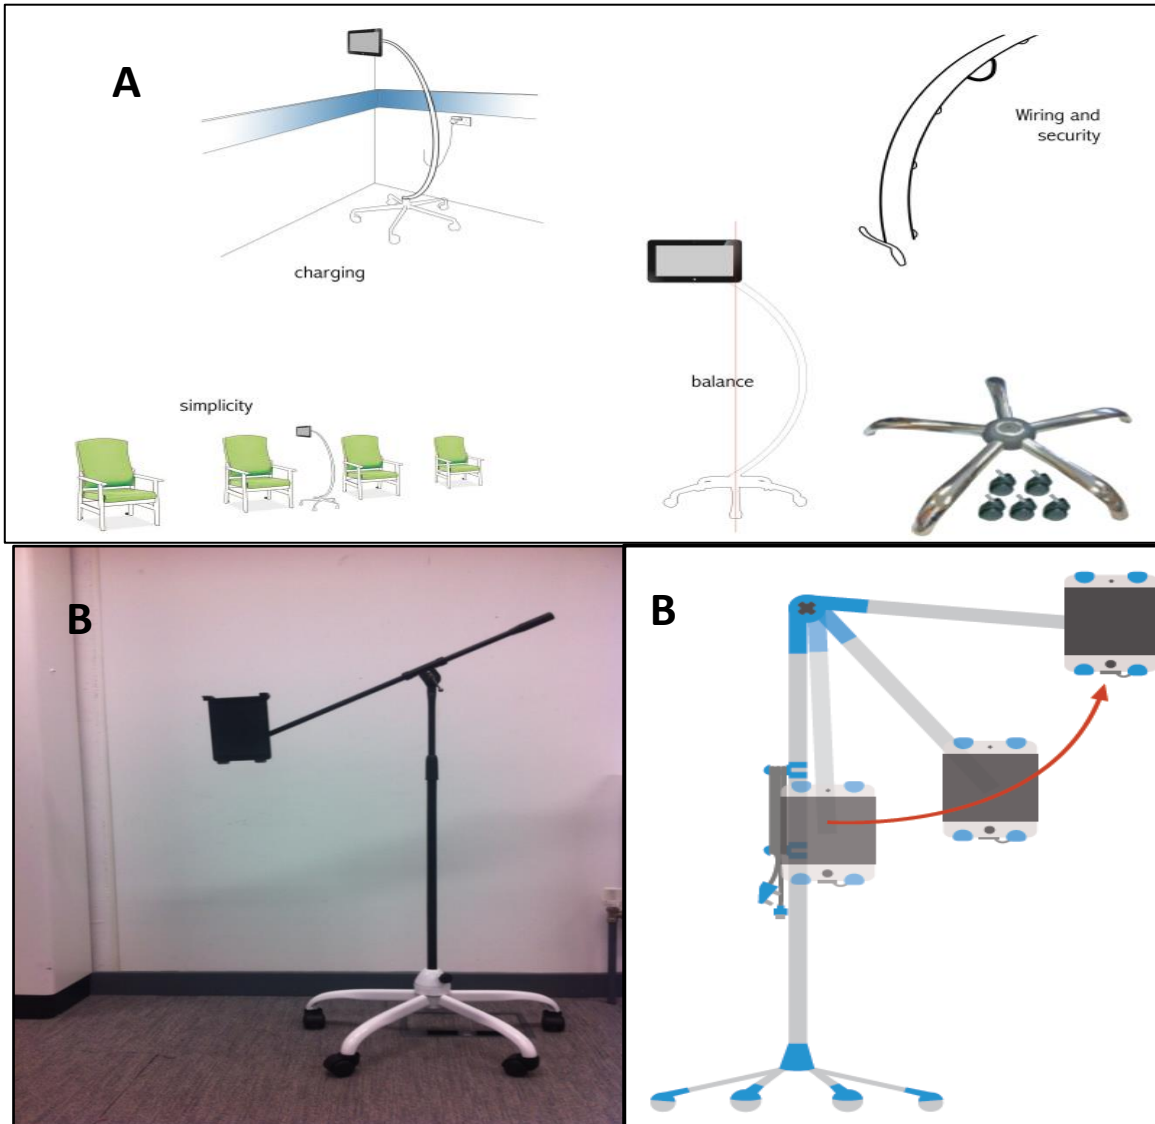 A
Wiring and
security
charging
balance
simplicity
B
B